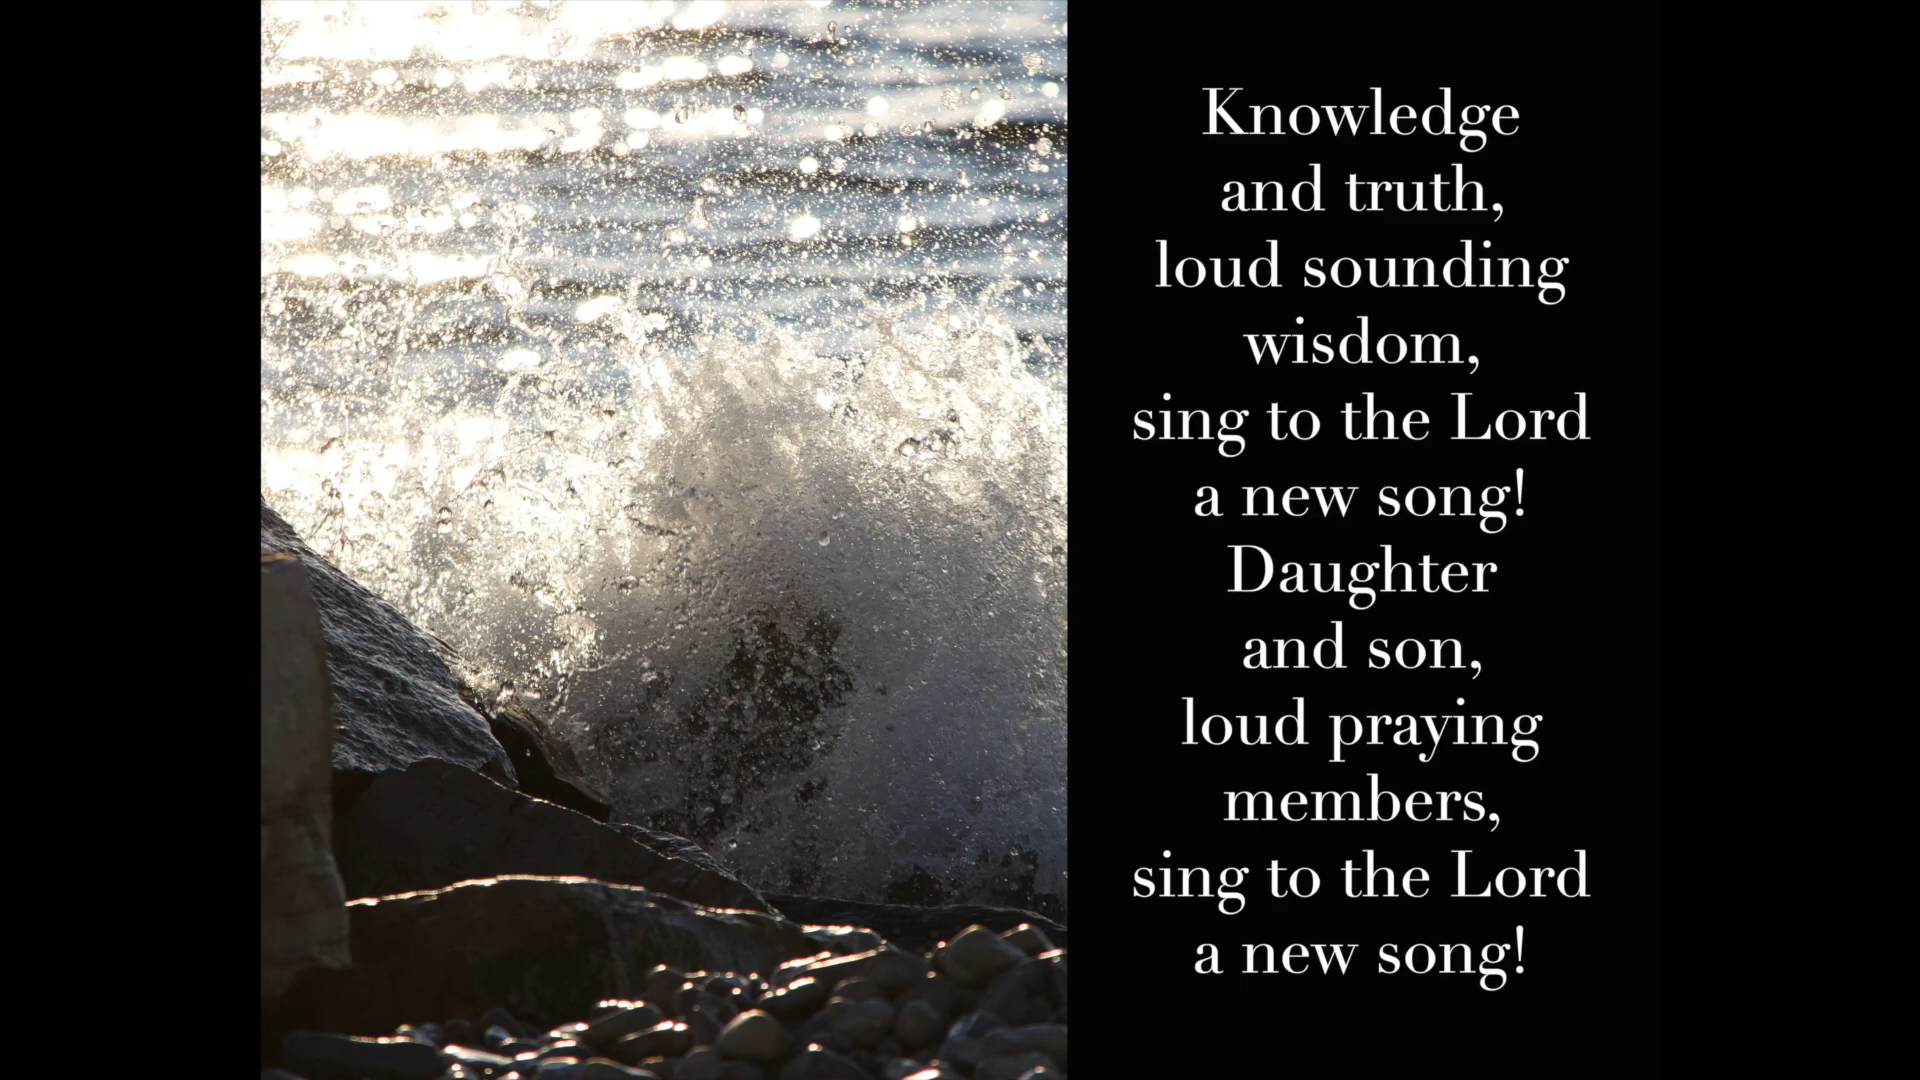 Knowledge
and truth,
loud sounding
wisdom,
sing to the Lord
a new song!
Daughter
and son,
loud praying
members,
sing to the Lord
a new song!